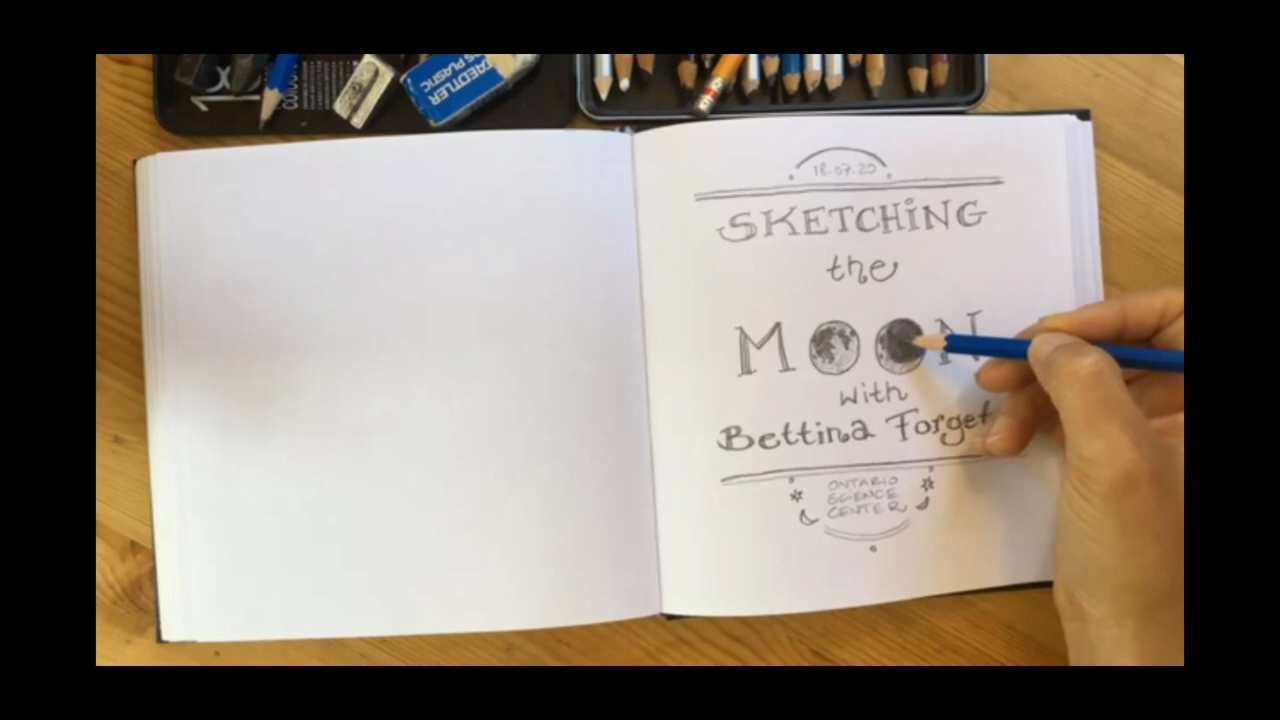 STAEDTLER
PLASTIC
18.07.20
SKETCHiNG
the
MOON
with
Bettina Forget
ONTARIO
SCIENCE
CENTER